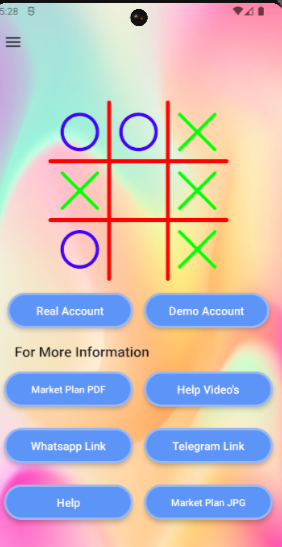 5:28
Real Account
Demo Account
For More Information
Market Plan PDF
Help Video's
Whatsapp Link
Telegram Link
Help
Market Plan JPG